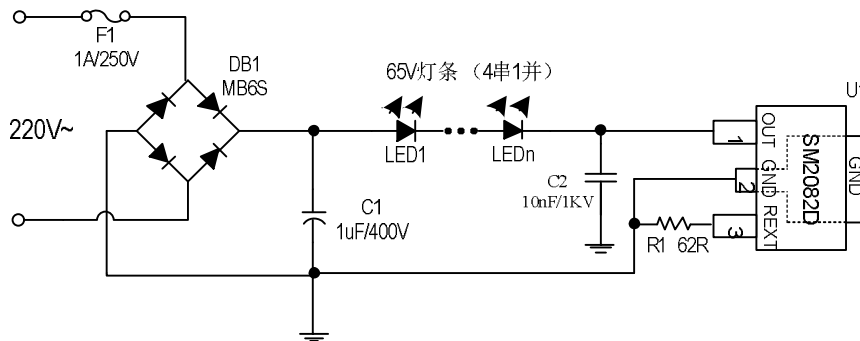 F1
1A/250V
DB1
MB6S
220V~
65V灯条 （4串1并）
LED1
LEDn
C1
1uF/400V
C2
10nF/1KV
R1 62R
1
2
3
OUT
GND
REXT
SM2082D
GND